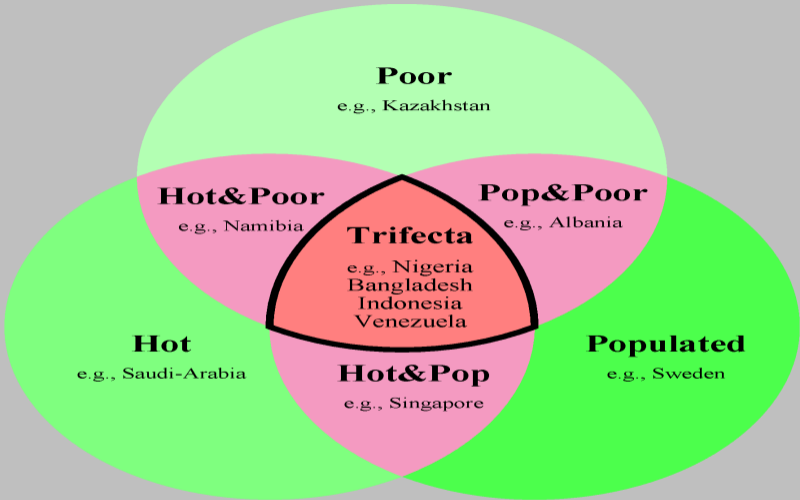 Poor
e.g., Kazakhstan
Hot&Poor
e.g., Namibia
Pop&Poor
e.g., Albania
Trifecta
e.g., Nigeria
Bangladesh
Indonesia
Venezuela
Hot
e.g., Saudi-Arabia
Populated
e.g., Sweden
Hot&Pop
e.g., Singapore